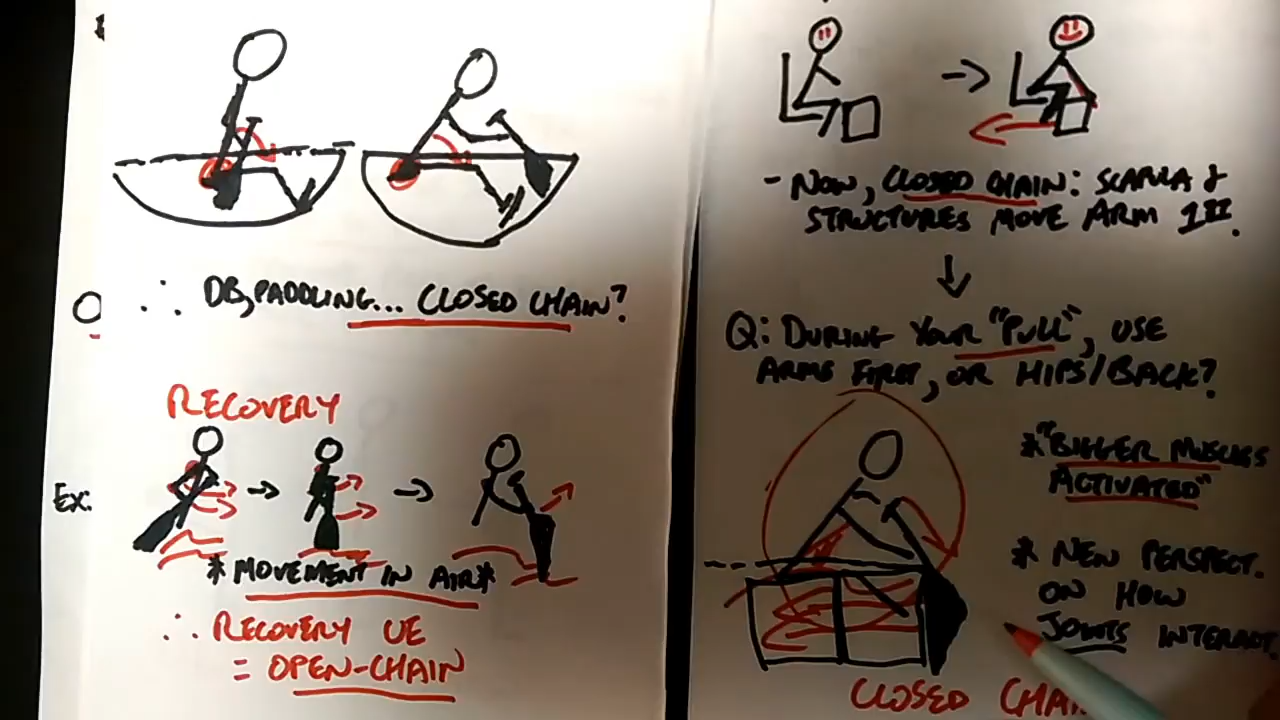 ∴ DB, PADDLING... CLOSED CHAIN?
RECOVERY
EX:
*MOVEMENT IN AIR*
∴ RECOVERY UE
= OPEN-CHAIN
- NOW, CLOSED CHAIN:
STRUCTURES MOVE ARM
Q: DURING YOUR "PULL", USE
ARMS FIRST, OR HIPS/BACK?
*"BIGGER MUSCLES
ACTIVATED"
* NEW PERSPECT.
ON HOW
JOINTS INTERACT.
CLOSED CHAI